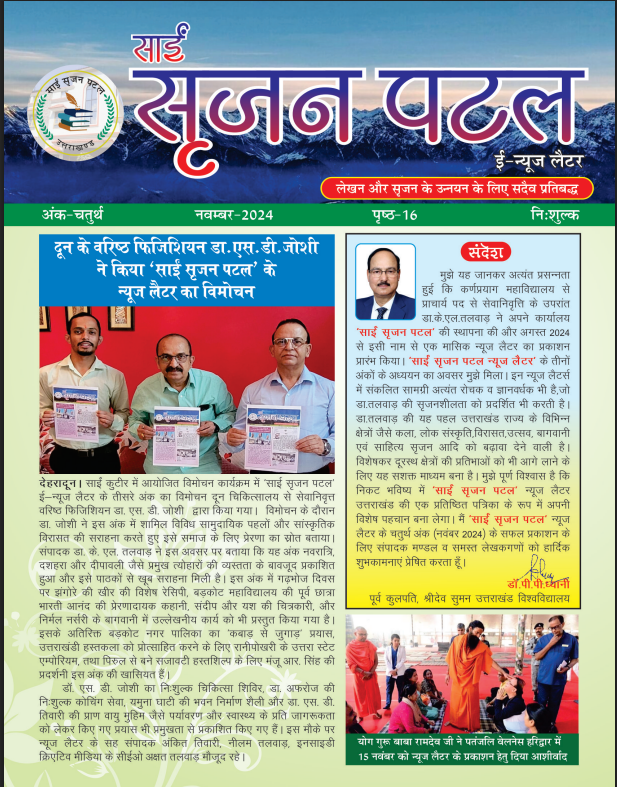 साईं
सृजन पटल
साईं सृजन पटल
उत्तराखण्ड
ई-न्यूज लैटर
लेखन और सृजन के उन्नयन के लिए सदैव प्रतिबद्ध
अंक-चतुर्थ नवम्बर-2024 पृष्ठ-16 नि:शुल्क
दून के वरिष्ठ फिजिशियन डा.एस.डी.जोशी
ने किया ‘साईं सृजन पटल’ के
न्यूज लैटर का विमोचन
देहरादून। साईं कुटीर में आयोजित विमोचन कार्यक्रम में ‘साईं सृजन पटल’
ई–न्यूज लैटर के तीसरे अंक का विमोचन दून चिकित्सालय से सेवानिवृत्त
वरिष्ठ फिजिशियन डा. एस. डी. जोशी द्वारा किया गया। विमोचन के दौरान
डा. जोशी ने इस अंक में शामिल विविध सामुदायिक पहलों और सांस्कृतिक
विरासत की सराहना करते हुए इसे समाज के लिए प्रेरणा का स्रोत बताया।
संपादक डा. के. एल. तलवाड़ ने इस अवसर पर बताया कि यह अंक नवरात्रि,
दशहरा और दीपावली जैसे प्रमुख त्योहारों की व्यस्तता के बावजूद प्रकाशित
हुआ और इसे पाठकों से खूब सराहना मिली है। इस अंक में गढभोज दिवस
पर झंगोरे की खीर की विशेष रेसिपी, बड़कोट महाविद्यालय की पूर्व छात्रा
भारती आनंद की प्रेरणादायक कहानी, संदीप और यश की चित्रकारी, और
निर्मल नर्सरी के बागवानी में उल्लेखनीय कार्य को भी प्रस्तुत किया गया है।
इसके अतिरिक्त बड़कोट नगर पालिका का ‘कबाड़ से जुगाड़’ प्रयास,
उत्तराखंडी हस्तकला को प्रोत्साहित करने के लिए रानीपोखरी के उत्तरा स्टेट
एम्पोरियम, तथा पिरुल से बने सजावटी हस्तशिल्प के लिए मंजू आर. सिंह की
प्रदर्शनी इस अंक की खासियत हैं।
डॉ. एस. डी. जोशी का नि:शुल्क चिकित्सा शिविर, डा. अफरोज की
नि:शुल्क कोचिंग सेवा, यमुना घाटी की भवन निर्माण शैली और डा. एस. डी.
तिवारी की प्राण वायु मुहिम जैसे पर्यावरण और स्वास्थ्य के प्रति जागरूकता
को लेकर किए गए प्रयास भी प्रमुखता से प्रकाशित किए गए हैं। इस मौके पर
न्यूज लैटर के सह संपादक अंकित तिवारी, नीलम तलवाड़, इनसाइडी
क्रिएटिव मीडिया के सीईओ अक्षत तलवाड़ मौजूद रहे।
संदेश
मुझे यह जानकर अत्यंत प्रसन्नता
हुई कि कर्णप्रयाग महाविद्यालय से
प्राचार्य पद से सेवानिवृत्ति के उपरांत
डा.के.एल.तलवाड़ ने अपने कार्यालय
‘साईं सृजन पटल’ की स्थापना की और अगस्त 2024
से इसी नाम से एक मासिक न्यूज लैटर का प्रकाशन
प्रारंभ किया। ‘साईं सृजन पटल न्यूज लैटर’ के तीनों
अंकों के अध्ययन का अवसर मुझे मिला। इन न्यूज लैटर्स
में संकलित सामग्री अत्यंत रोचक व ज्ञानवर्धक भी है,जो
डा.तलवाड़ की सृजनशीलता को प्रदर्शित भी करती है।
डा.तलवाड़ की यह पहल उत्तराखंड राज्य के विभिन्न
क्षेत्रों जैसे कला, लोक संस्कृति,विरासत,उत्सव, बागवानी
एवं साहित्य सृजन आदि को बढ़ावा देने वाली है।
विशेषकर दूरस्थ क्षेत्रों की प्रतिभाओं को भी आगे लाने के
लिए यह सशक्त माध्यम बना है। मुझे पूर्ण विश्वास है कि
निकट भविष्य में ‘साईं सृजन पटल’ न्यूज लैटर
उत्तराखंड की एक प्रतिष्ठित पत्रिका के रूप में अपनी
विशेष पहचान बना लेगा। मैं ‘साईं सृजन पटल’ न्यूज
लैटर के चतुर्थ अंक (नवंबर 2024) के सफल प्रकाशन के
लिए संपादक मण्डल व समस्त लेखकगणों को हार्दिक
शुभकामनाएं प्रेषित करता हूँ।
डॉ.पी.पी.ध्यानी
पूर्व कुलपति, श्रीदेव सुमन उत्तराखंड विश्वविद्यालय
योग गुरू बाबा रामदेव जी ने पतंजलि वेलनेस हरिद्वार में
15 नवंबर को न्यूज लैटर के प्रकाशन हेतु दिया आशीर्वाद